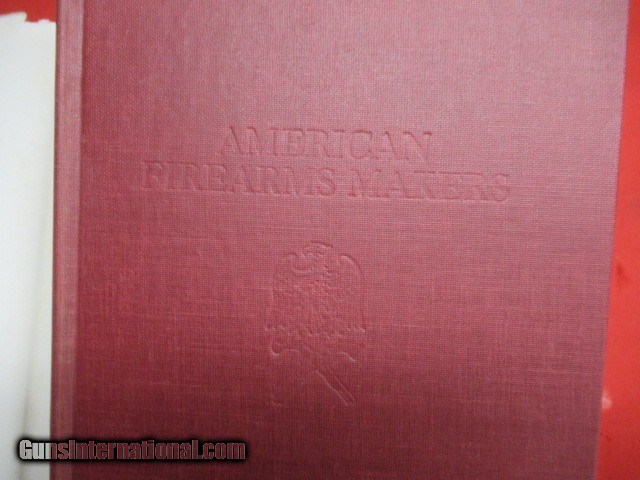 AMERICAN
FIREARMS MAKERS
GunsInternational.com